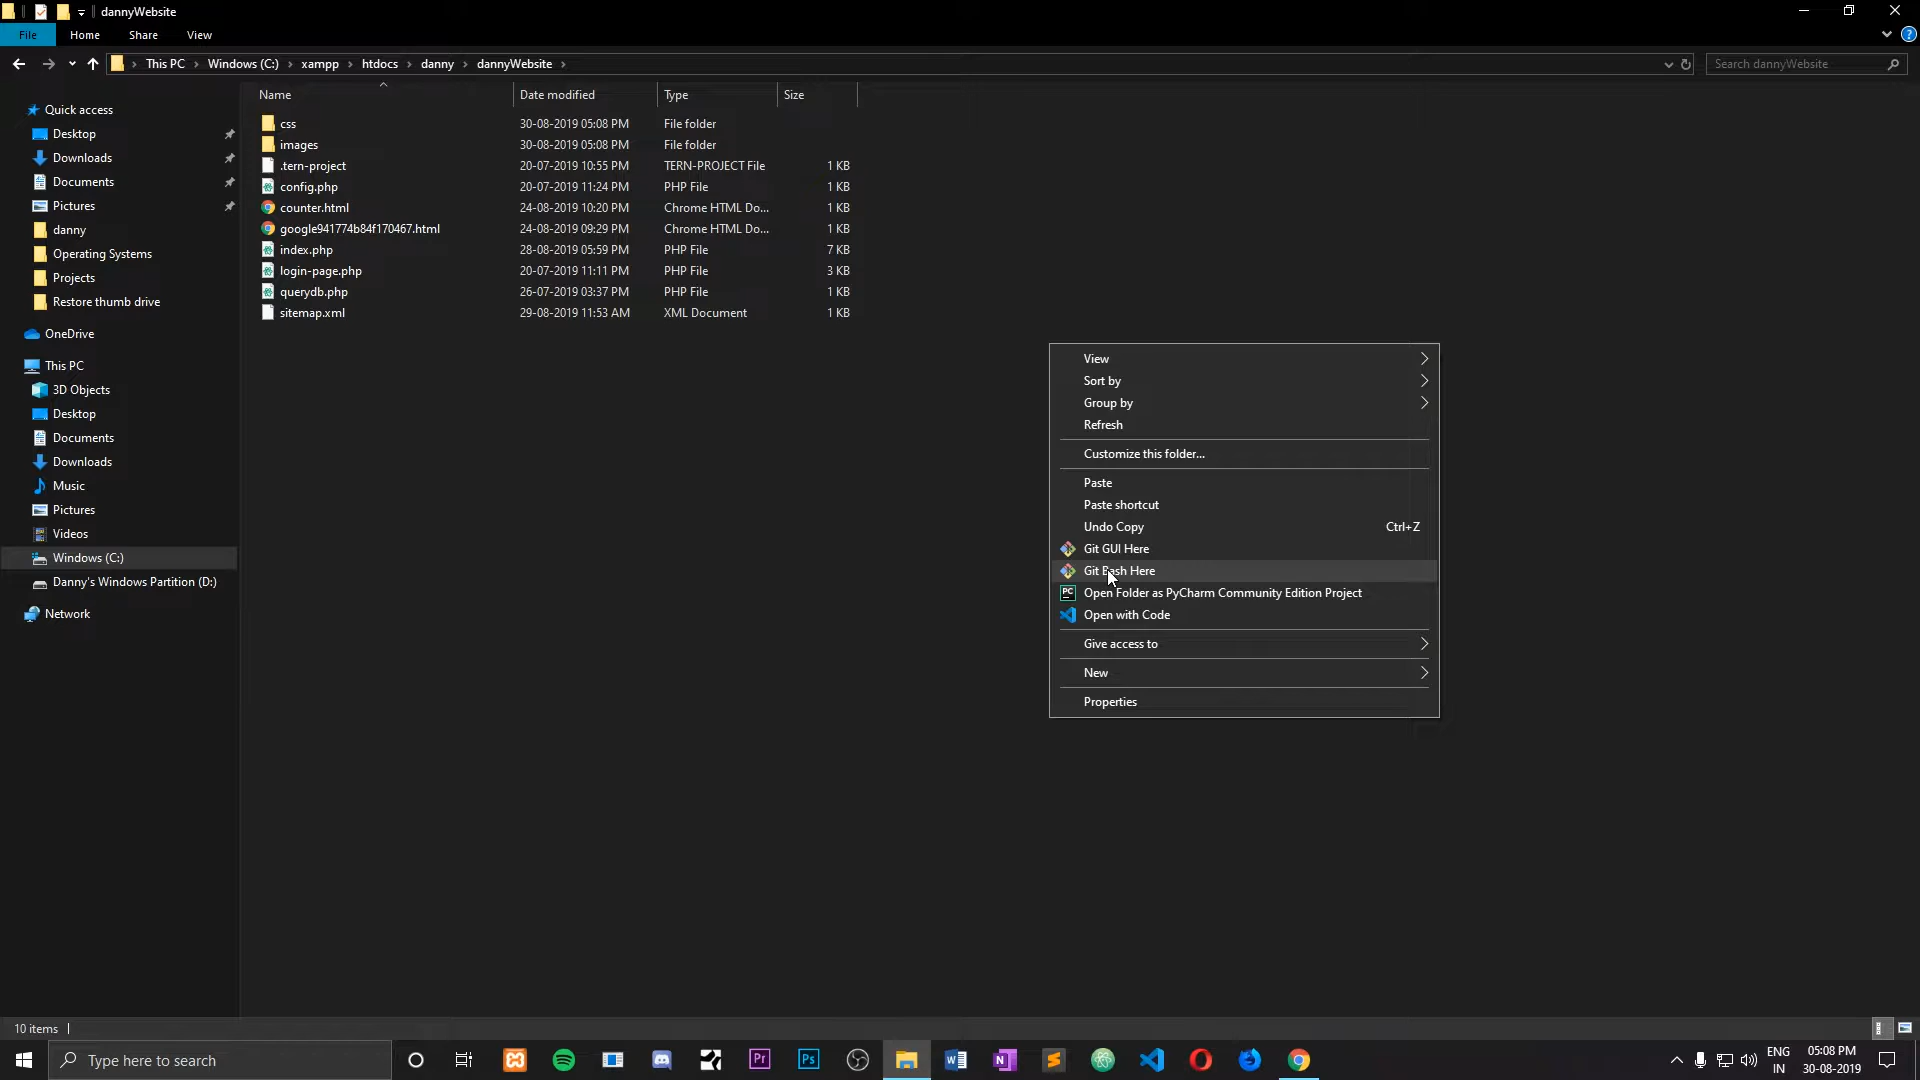 dannyWebsite
File Home Share View
This PC Windows (C:) xampp htdocs danny dannyWebsite
Search dannyWebsite
Name Date modified Type Size
Quick access
Desktop
Downloads
Documents
Pictures
danny
Operating Systems
Projects
Restore thumb drive
OneDrive
This PC
3D Objects
Desktop
Documents
Downloads
Music
Pictures
Videos
Windows (C:)
Danny's Windows Partition (D:)
Network
css 30-08-2019 05:08 PM File folder
images 30-08-2019 05:08 PM File folder
.tern-project 20-07-2019 10:55 PM TERN-PROJECT File 1 KB
config.php 20-07-2019 11:24 PM PHP File 1 KB
counter.html 24-08-2019 10:20 PM Chrome HTML Do... 1 KB
google941774b84f170467.html 24-08-2019 09:29 PM Chrome HTML Do... 1 KB
index.php 28-08-2019 05:59 PM PHP File 7 KB
login-page.php 20-07-2019 11:11 PM PHP File 3 KB
querydb.php 26-07-2019 03:37 PM PHP File 1 KB
sitemap.xml 29-08-2019 11:53 AM XML Document 1 KB
View
Sort by
Group by
Refresh
Customize this folder...
Paste
Paste shortcut
Undo Copy Ctrl+Z
Git GUI Here
Git Bash Here
PC Open Folder as PyCharm Community Edition Project
Open with Code
Give access to
New
Properties
10 items
Type here to search
Pr
Ps
ENG
IN
05:08 PM
30-08-2019